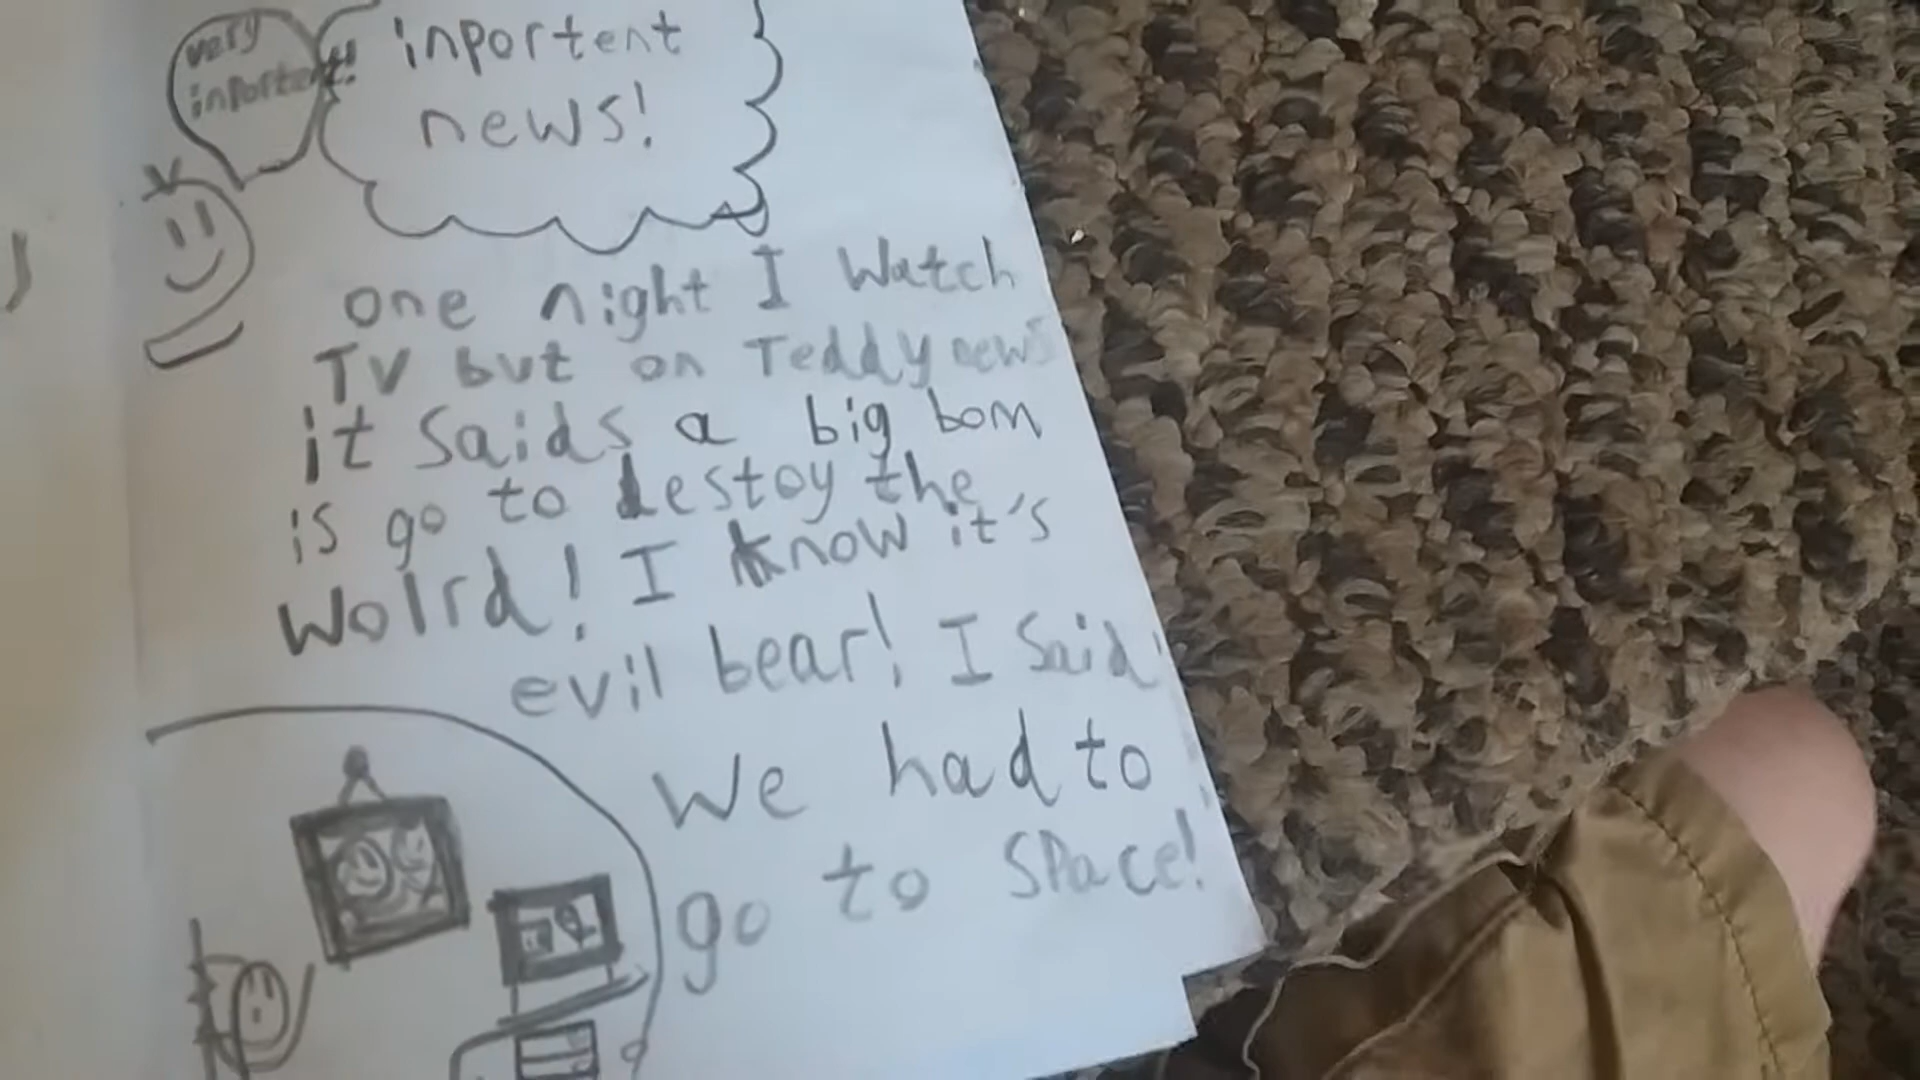 very
inportent!
inportent
news!
one night I watch
TV but on Teddy news
it saids a big bom
is go to destoy the
wolrd! I know it's
evil bear! I said
we had to
go to space!